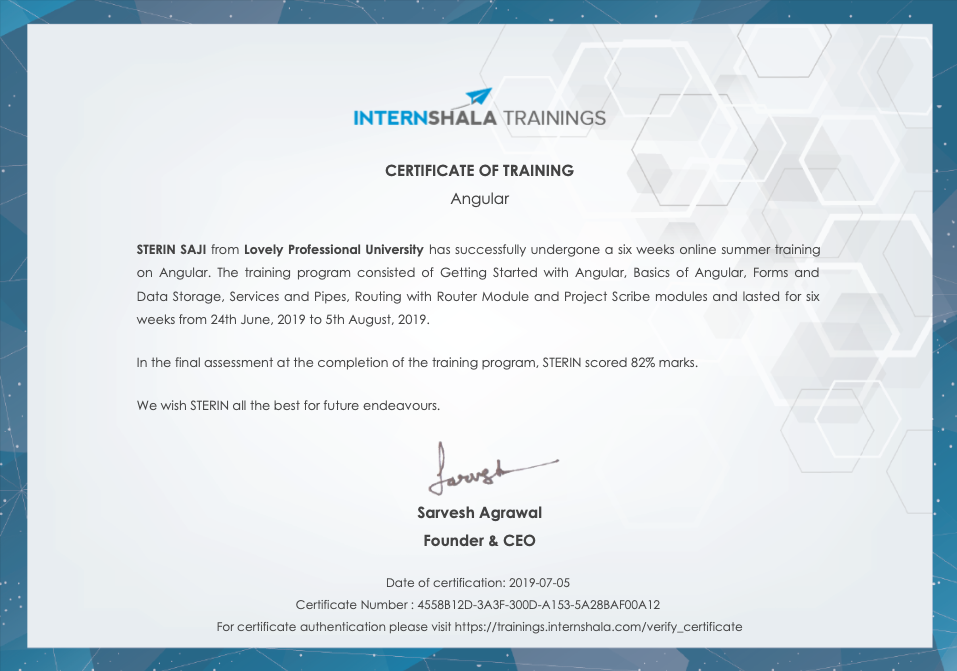 INTERNSHALA TRAININGS
CERTIFICATE OF TRAINING
Angular
STERIN SAJI from Lovely Professional University has successfully undergone a six weeks online summer training
on Angular. The training program consisted of Getting Started with Angular, Basics of Angular, Forms and
Data Storage, Services and Pipes, Routing with Router Module and Project Scribe modules and lasted for six
weeks from 24th June, 2019 to 5th August, 2019.
In the final assessment at the completion of the training program, STERIN scored 82% marks.
We wish STERIN all the best for future endeavours.
Sarvesh
Sarvesh Agrawal
Founder & CEO
Date of certification: 2019-07-05
Certificate Number : 4558B12D-3A3F-300D-A153-5A28BAF00A12
For certificate authentication please visit https://trainings.internshala.com/verify_certificate